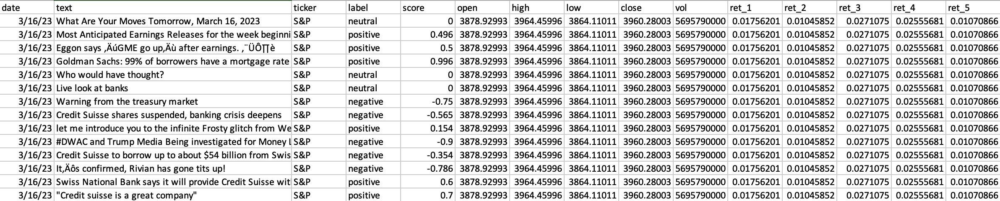 date text ticker label score open high low close vol ret_1 ret_2 ret_3 ret_4 ret_5
3/16/23 What Are Your Moves Tomorrow, March 16, 2023 S&P neutral 0 3878.92993 3964.45996 3864.11011 3960.28003 5695790000 0.01756201 0.01045852 0.0271075 0.02555681 0.01070866
3/16/23 Most Anticipated Earnings Releases for the week beginni S&P positive 0.496 3878.92993 3964.45996 3864.11011 3960.28003 5695790000 0.01756201 0.01045852 0.0271075 0.02555681 0.01070866
3/16/23 Eggon says ‚ÄúGME go up‚Äù after earnings. ‚¨ÜÔ∏è S&P positive 0.5 3878.92993 3964.45996 3864.11011 3960.28003 5695790000 0.01756201 0.01045852 0.0271075 0.02555681 0.01070866
3/16/23 Goldman Sachs: 99% of borrowers have a mortgage rate S&P positive 0.996 3878.92993 3964.45996 3864.11011 3960.28003 5695790000 0.01756201 0.01045852 0.0271075 0.02555681 0.01070866
3/16/23 Who would have thought? S&P neutral 0 3878.92993 3964.45996 3864.11011 3960.28003 5695790000 0.01756201 0.01045852 0.0271075 0.02555681 0.01070866
3/16/23 Live look at banks S&P neutral 0 3878.92993 3964.45996 3864.11011 3960.28003 5695790000 0.01756201 0.01045852 0.0271075 0.02555681 0.01070866
3/16/23 Warning from the treasury market S&P negative -0.75 3878.92993 3964.45996 3864.11011 3960.28003 5695790000 0.01756201 0.01045852 0.0271075 0.02555681 0.01070866
3/16/23 Credit Suisse shares suspended, banking crisis deepens S&P negative -0.565 3878.92993 3964.45996 3864.11011 3960.28003 5695790000 0.01756201 0.01045852 0.0271075 0.02555681 0.01070866
3/16/23 let me introduce you to the infinite Frosty glitch from We S&P positive 0.154 3878.92993 3964.45996 3864.11011 3960.28003 5695790000 0.01756201 0.01045852 0.0271075 0.02555681 0.01070866
3/16/23 #DWAC and Trump Media Being investigated for Money L S&P negative -0.9 3878.92993 3964.45996 3864.11011 3960.28003 5695790000 0.01756201 0.01045852 0.0271075 0.02555681 0.01070866
3/16/23 Credit Suisse to borrow up to about $54 billion from Swis S&P negative -0.354 3878.92993 3964.45996 3864.11011 3960.28003 5695790000 0.01756201 0.01045852 0.0271075 0.02555681 0.01070866
3/16/23 It‚Äôs confirmed, Rivian has gone tits up! S&P negative -0.786 3878.92993 3964.45996 3864.11011 3960.28003 5695790000 0.01756201 0.01045852 0.0271075 0.02555681 0.01070866
3/16/23 Swiss National Bank says it will provide Credit Suisse wit S&P positive 0.6 3878.92993 3964.45996 3864.11011 3960.28003 5695790000 0.01756201 0.01045852 0.0271075 0.02555681 0.01070866
3/16/23 "Credit suisse is a great company" S&P positive 0.7 3878.92993 3964.45996 3864.11011 3960.28003 5695790000 0.01756201 0.01045852 0.0271075 0.02555681 0.01070866